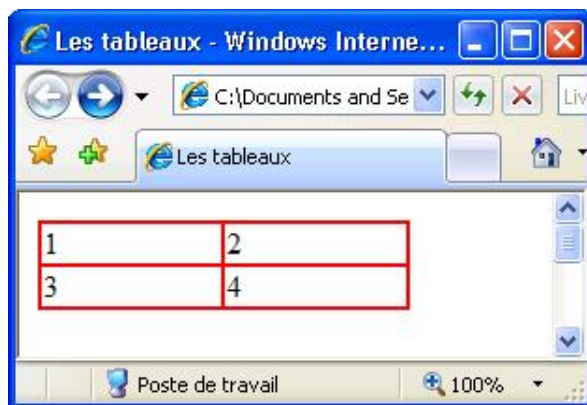 Les tableaux - Windows Interne...
C:\Documents and Se
Liv
Les tableaux
1 2
3 4
Poste de travail 100%